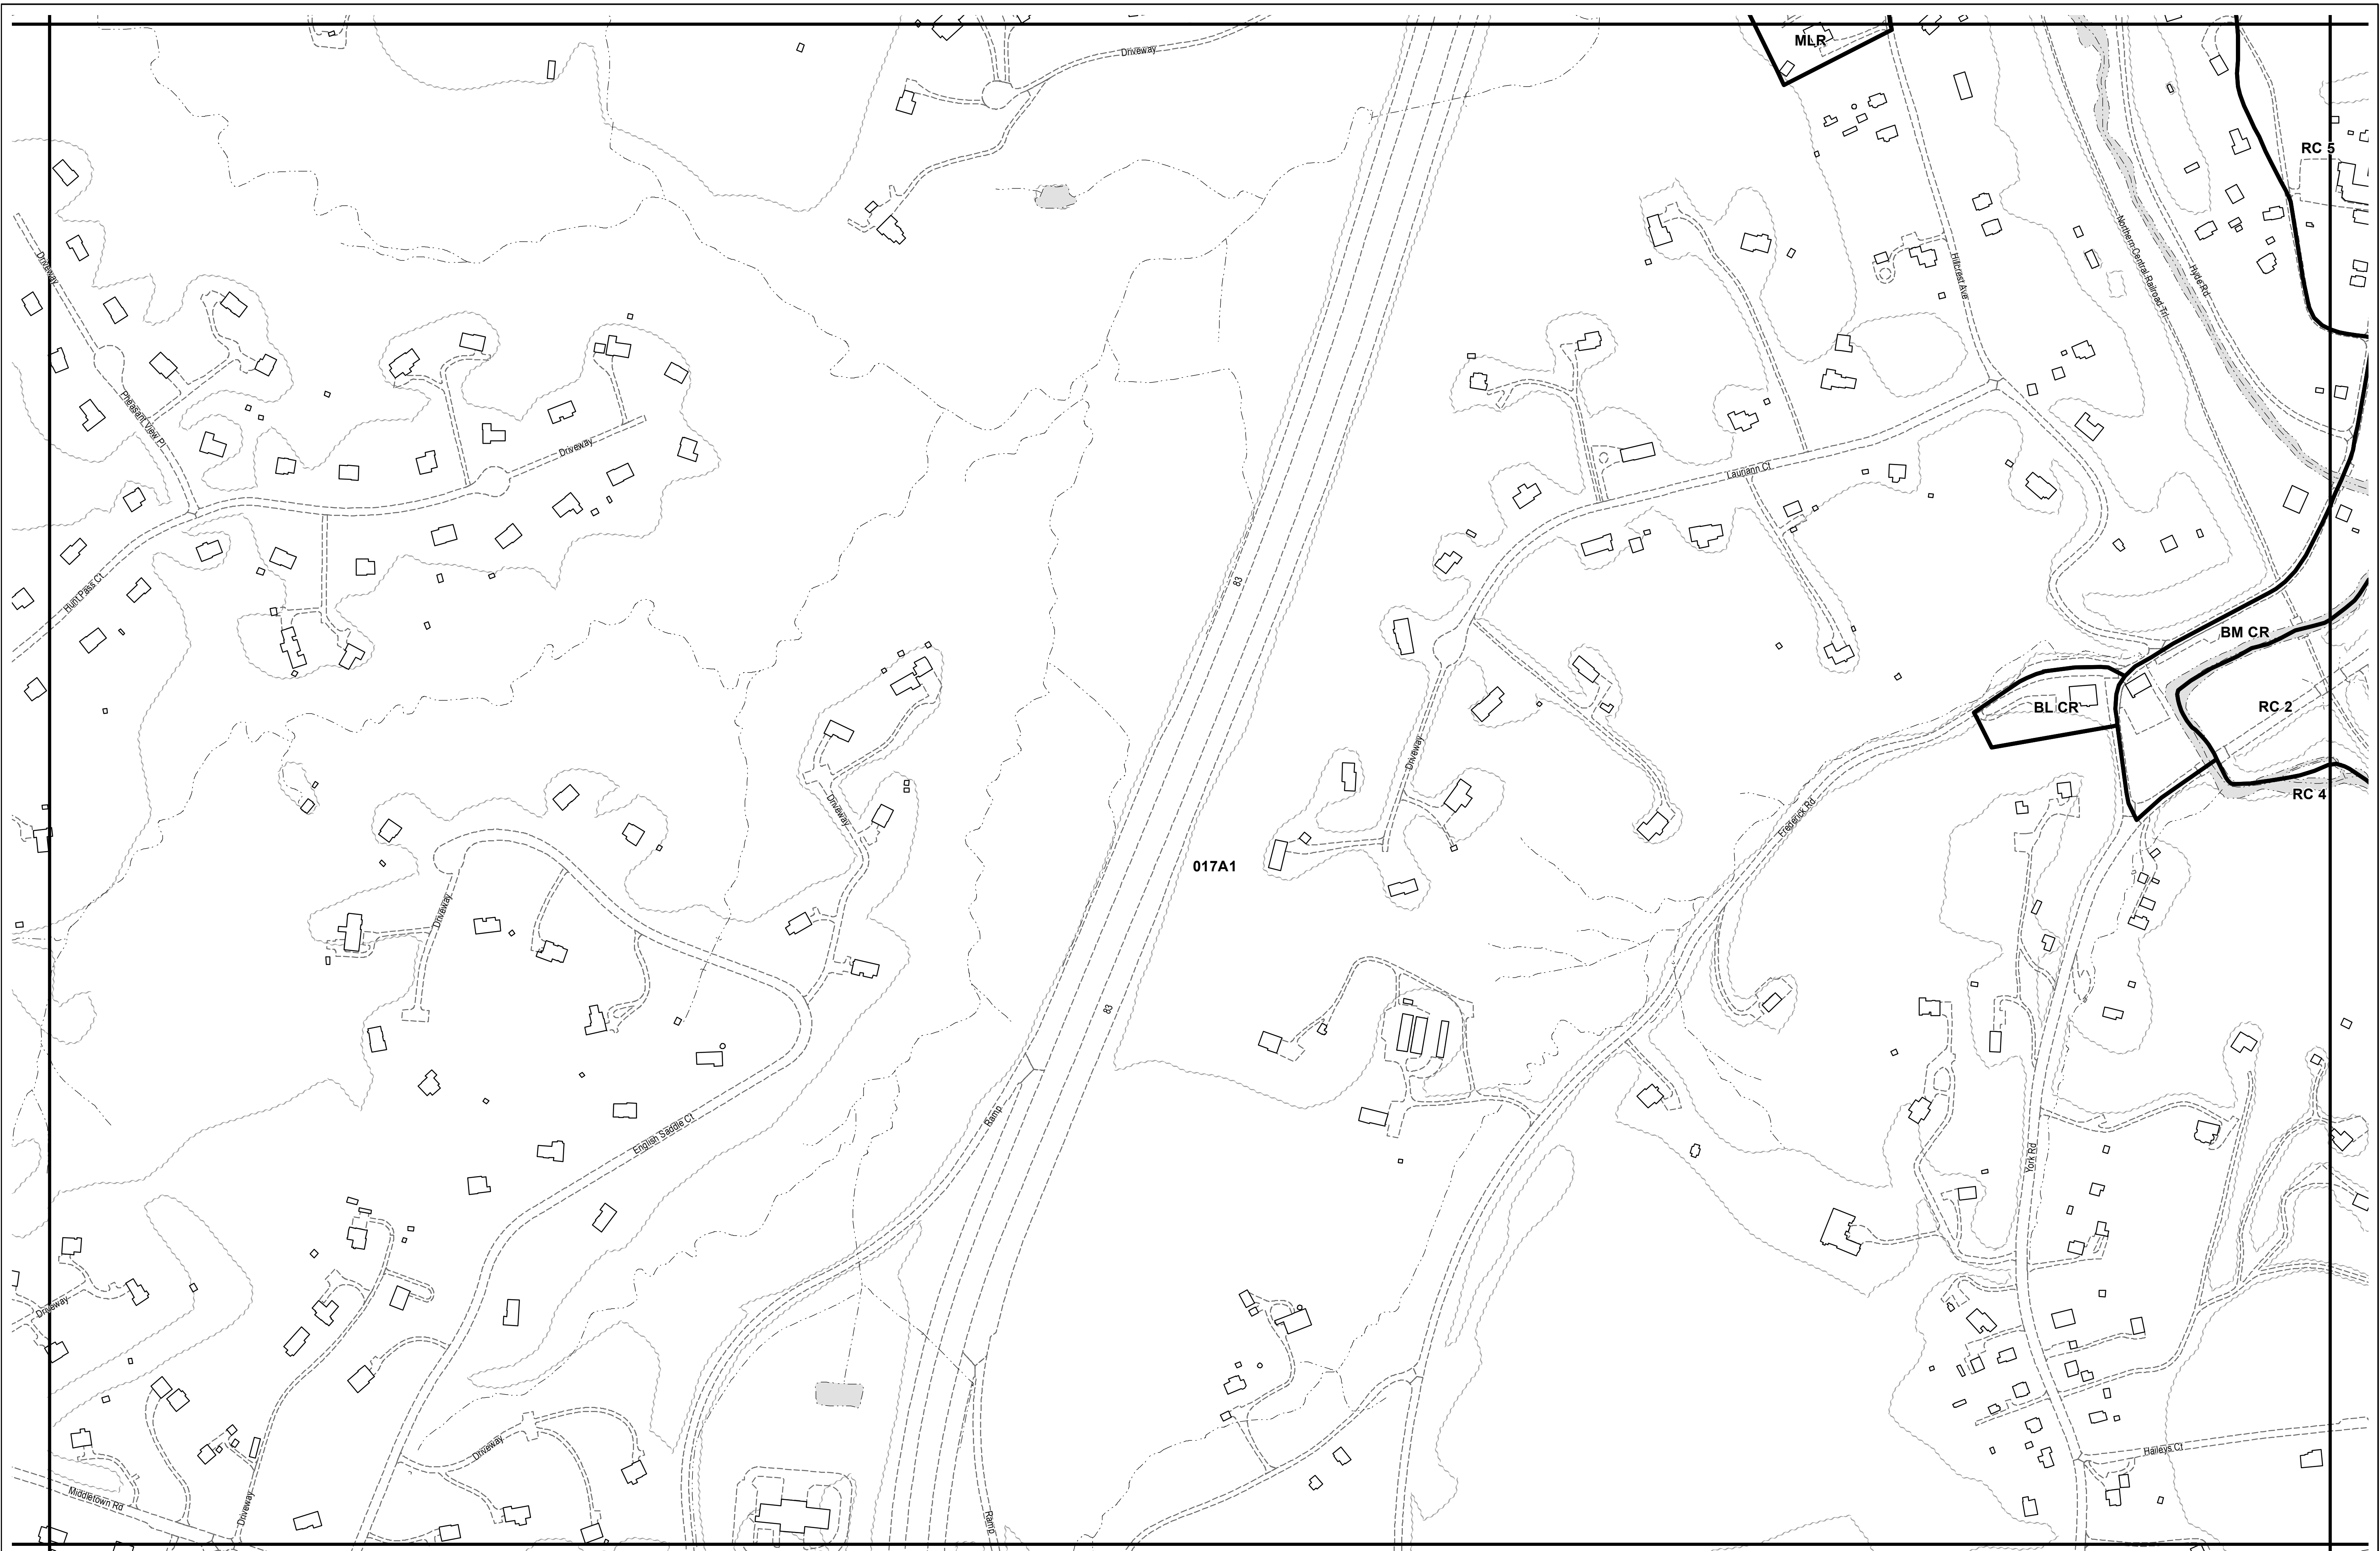 Driveway
MLR
RC 5
Driveway
Northern Central Railroad Trl
Hyde Rd
Hillcrest Ave
Pheasant View Pl
Driveway
Lauriann Ct
83
Hunt Pass Ct
BM CR
BL CR
RC 2
Driveway
RC 4
Driveway
Frederick Rd
017A1
Driveway
83
Ramp
English Saddle Ct
York Rd
Driveway
Driveway
Haileys Ct
Middletown Rd
Driveway
Ramp